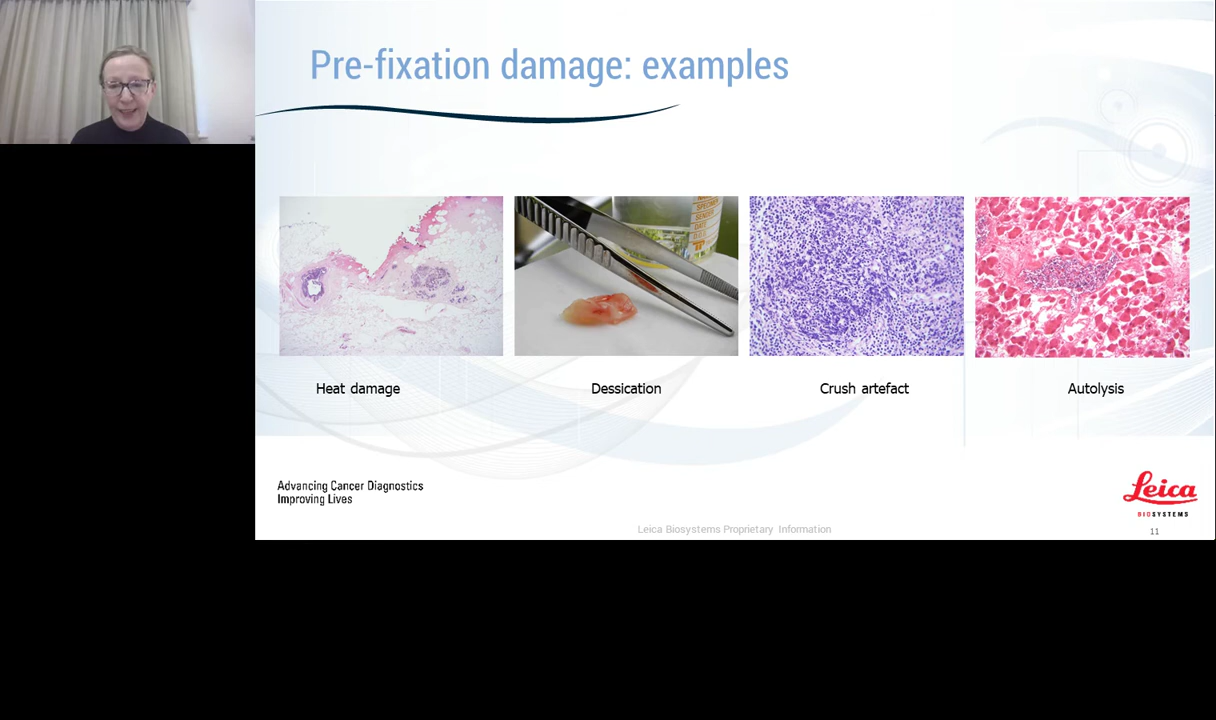 Pre-fixation damage: examples
Heat damage
Dessication
Crush artefact
Autolysis
Advancing Cancer Diagnostics
Improving Lives
Leica
BIOSYSTEMS
Leica Biosystems Proprietary Information
11